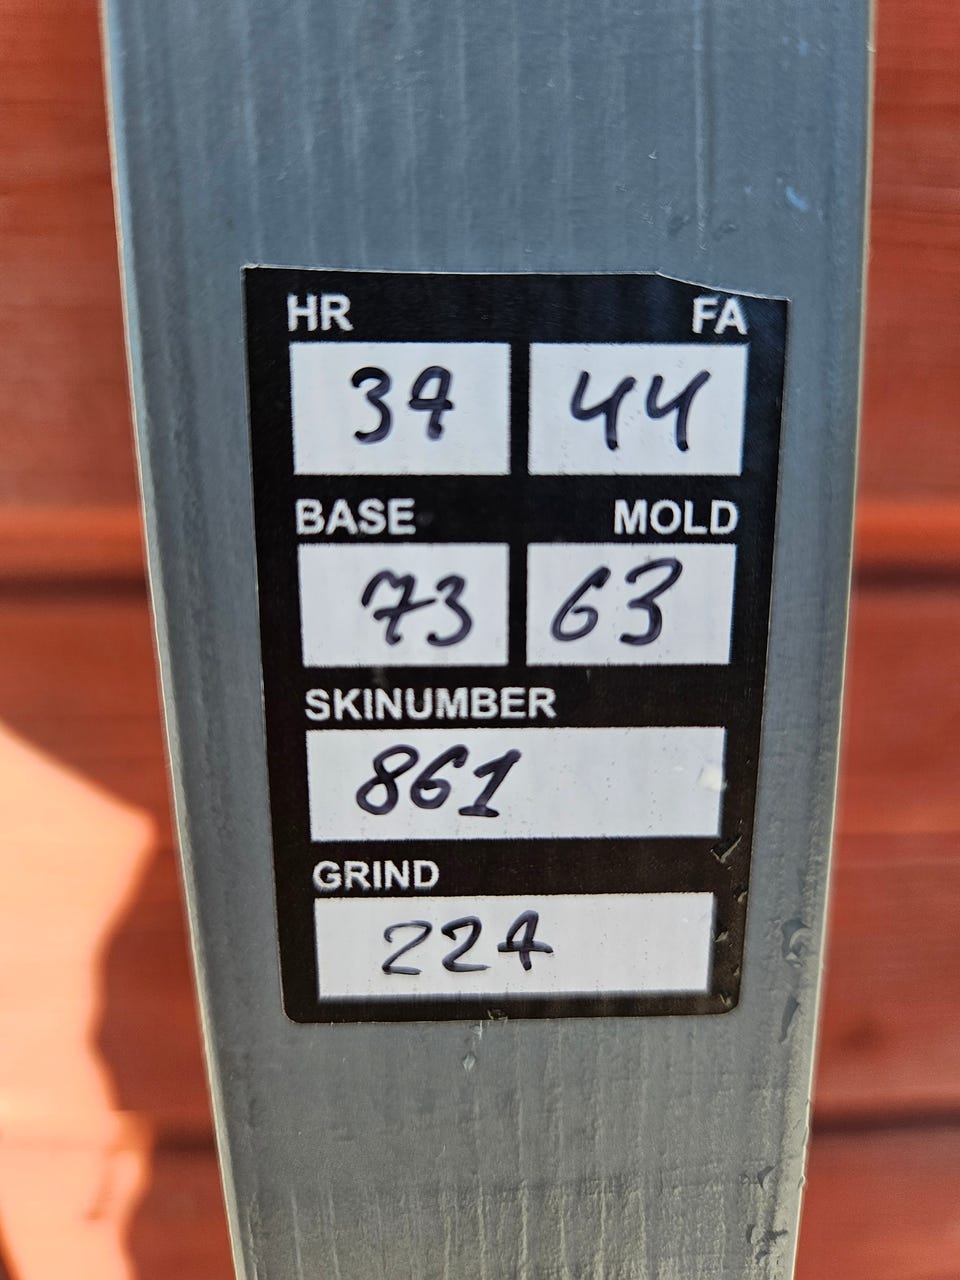 HR FA
34 44
BASE MOLD
73 63
SKINUMBER
861
GRIND
224